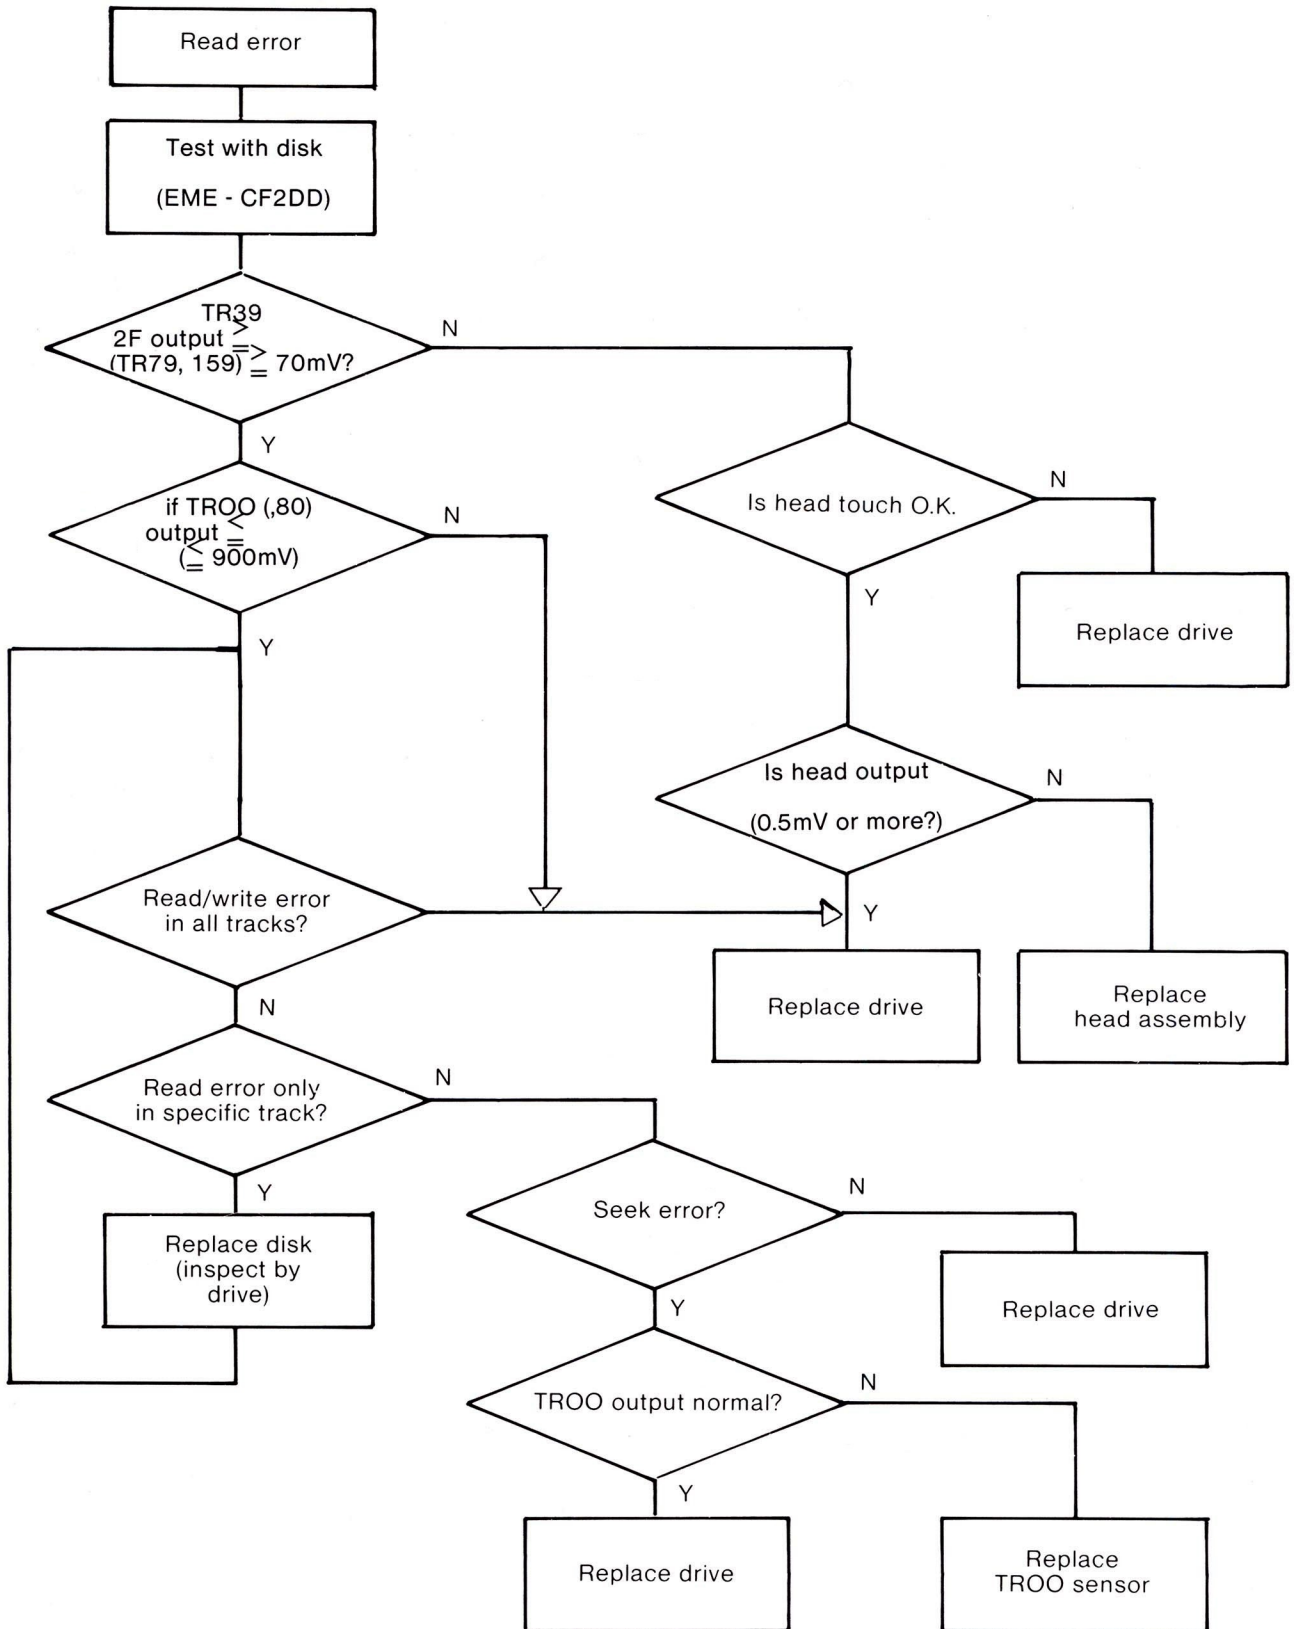 Read error
Test with disk
(EME - CF2DD)
TR39
2F output ≥
(TR79, 159) ≥ 70mV?
N
Y
if TROO (,80)
output ≤
(≤ 900mV)
N
Y
Is head touch O.K.
N
Y
Replace drive
Is head output
(0.5mV or more?)
N
Y
Read/write error
in all tracks?
N
Replace drive
Replace
head assembly
Read error only
in specific track?
N
Y
Replace disk
(inspect by
drive)
Seek error?
N
Y
Replace drive
TROO output normal?
N
Y
Replace drive
Replace
TROO sensor